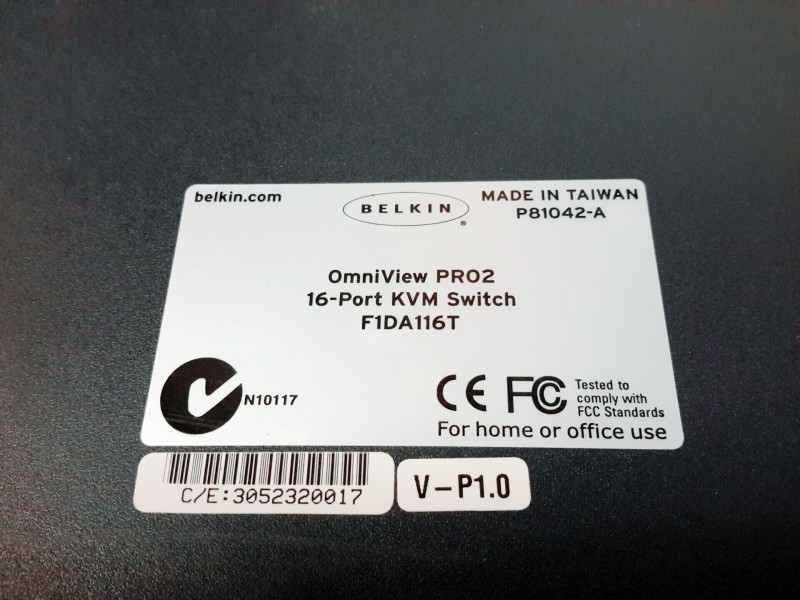 belkin.com
BELKIN®
MADE IN TAIWAN
P81042-A
OmniView PRO2
16-Port KVM Switch
F1DA116T
N10117
CE FC Tested to
comply with
FCC Standards
For home or office use
C/E:3052320017
V-P1.0